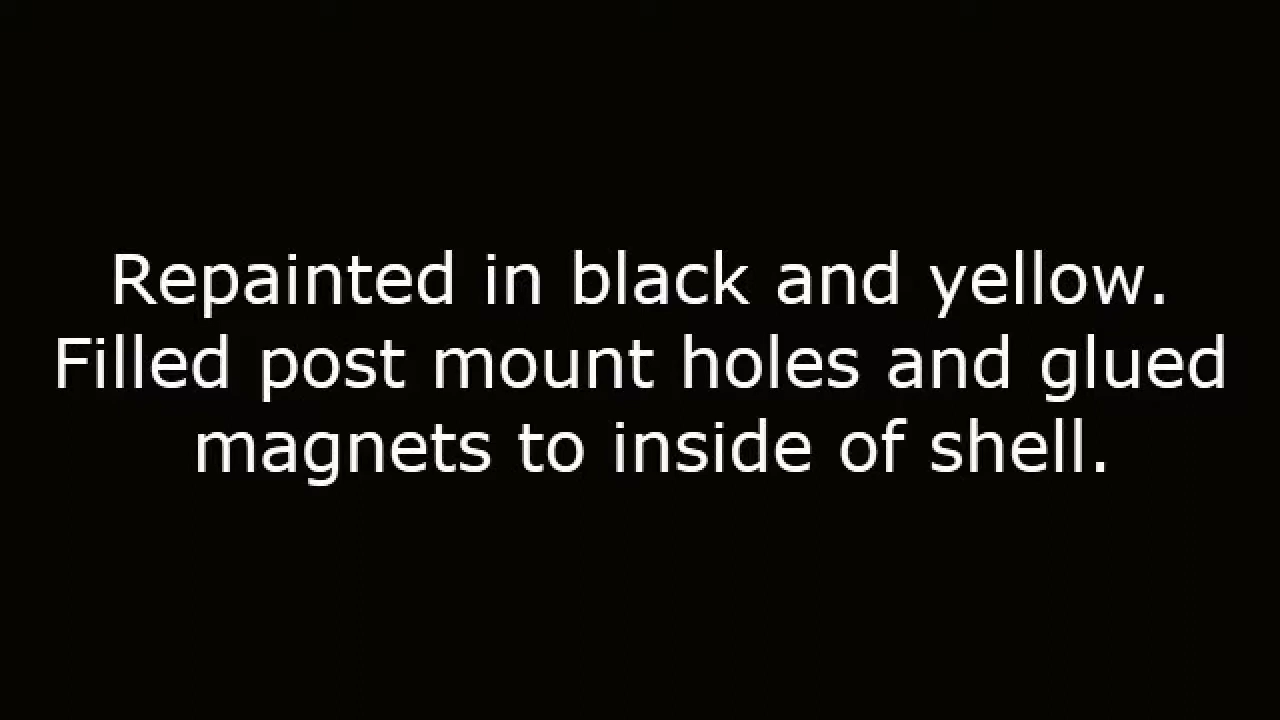 Repainted in black and yellow.
Filled post mount holes and glued
magnets to inside of shell.